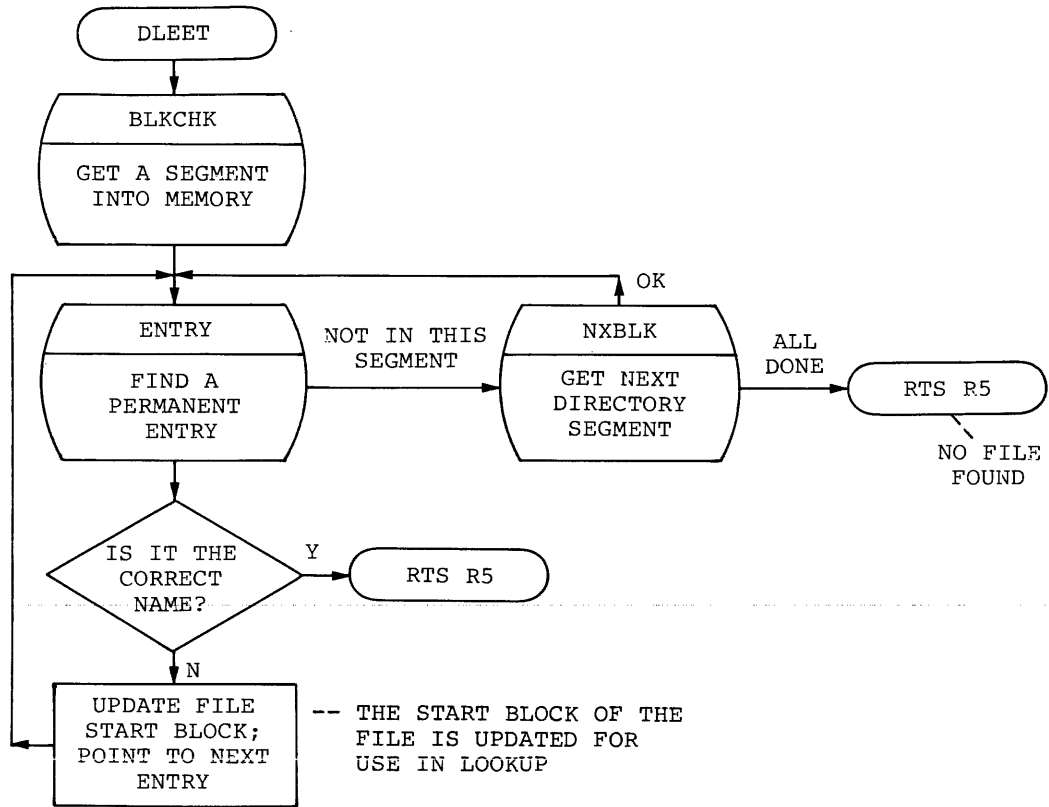 DLEET
BLKCHK
GET A SEGMENT
INTO MEMORY
OK
ENTRY
FIND A
PERMANENT
ENTRY
NOT IN THIS
SEGMENT
NXBLK
GET NEXT
DIRECTORY
SEGMENT
ALL
DONE
RTS R5
NO FILE
FOUND
IS IT THE
CORRECT
NAME?
Y
RTS R5
N
UPDATE FILE
START BLOCK;
POINT TO NEXT
ENTRY
-- THE START BLOCK OF THE
FILE IS UPDATED FOR
USE IN LOOKUP